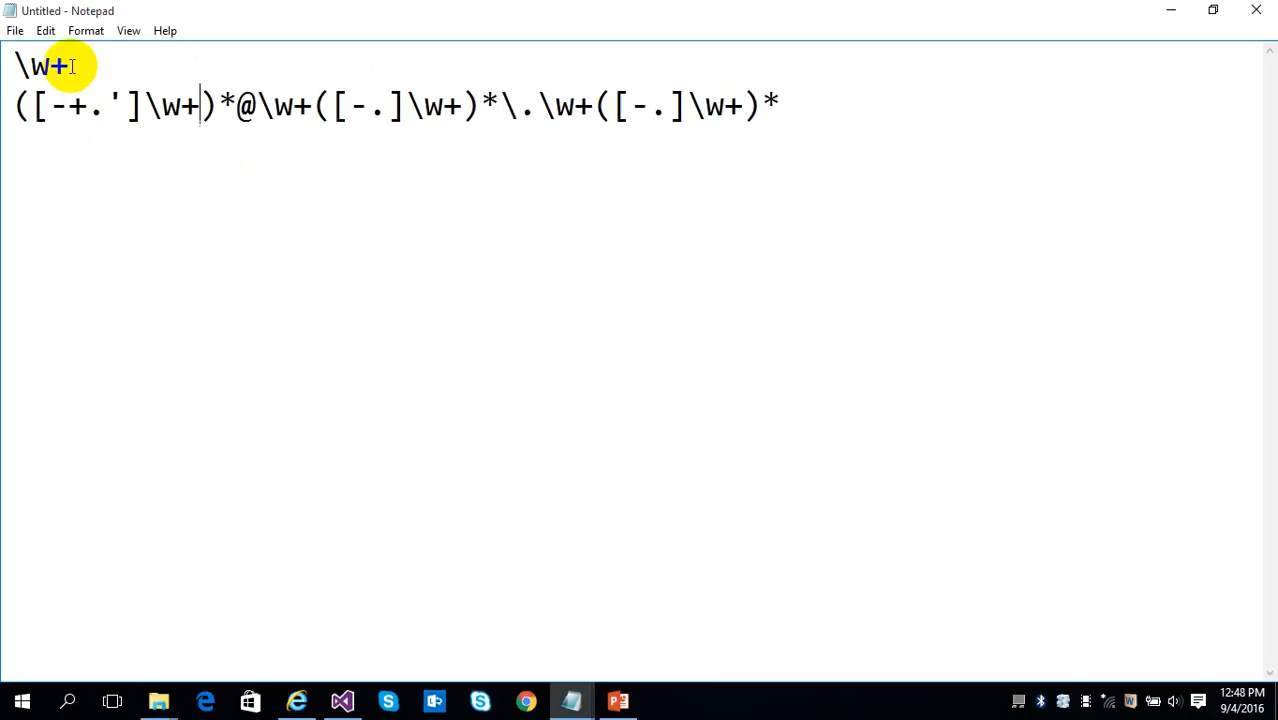 Untitled - Notepad
File Edit Format View Help
\w+
([-+.']\w+)*@\w+([-.]\w+)*\.\w+([-.]\w+)*
12:48 PM
9/4/2016